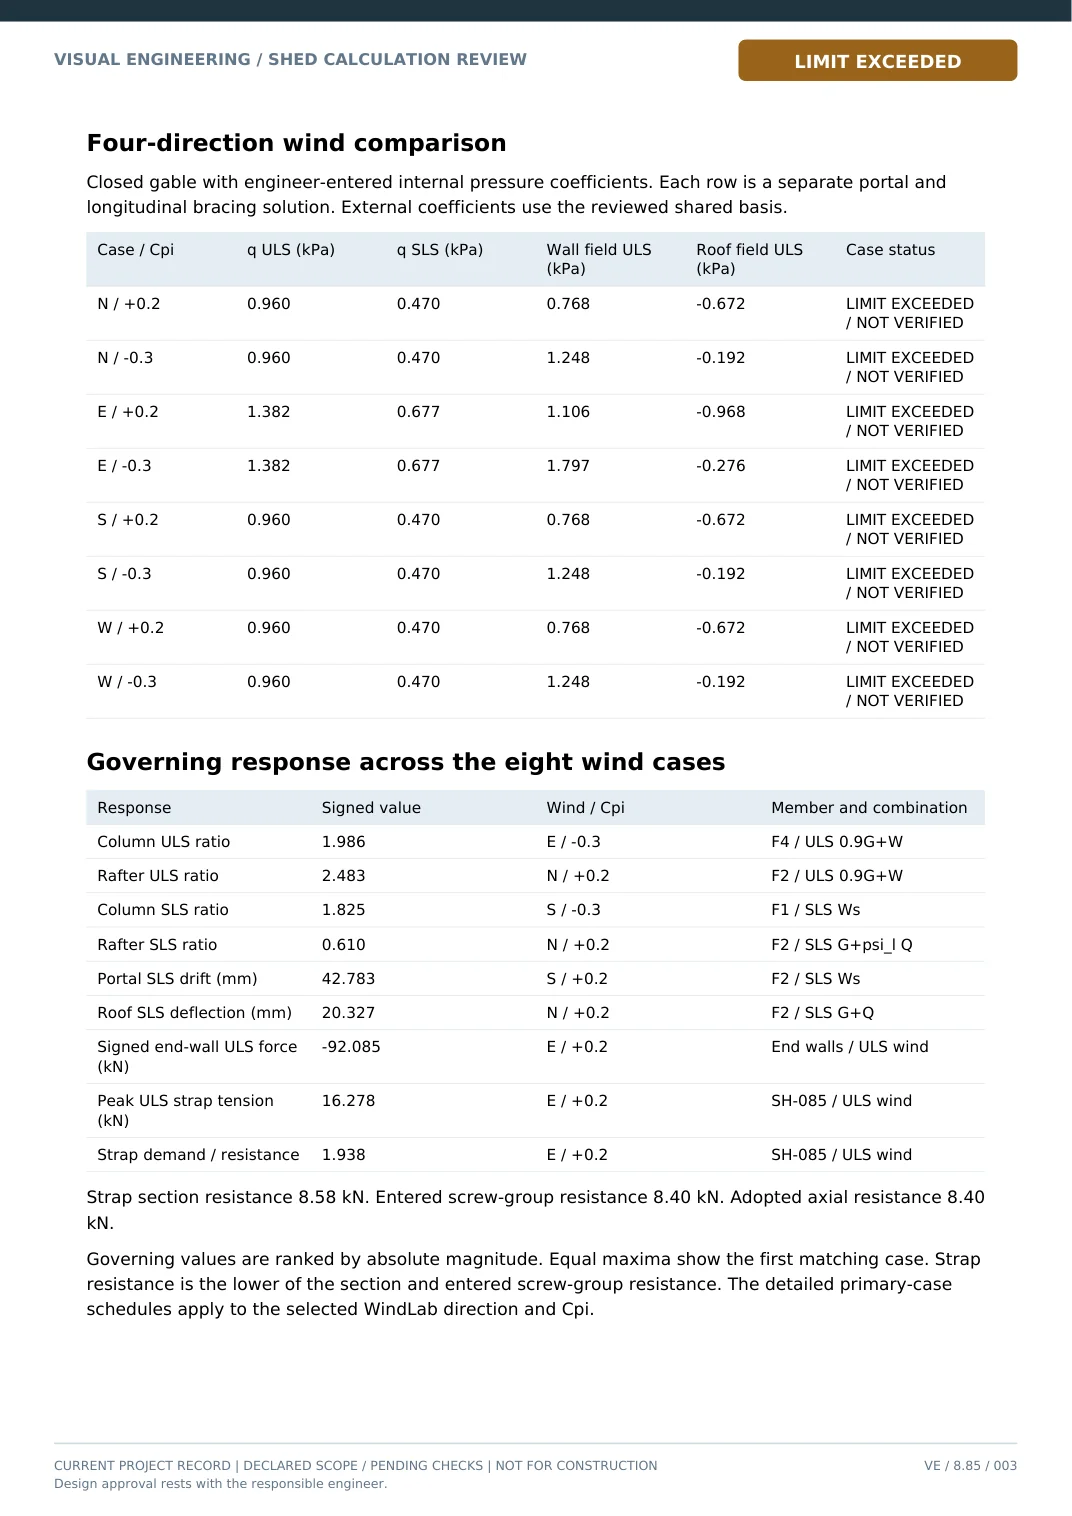 VISUAL ENGINEERING / SHED CALCULATION REVIEW
LIMIT EXCEEDED
Four-direction wind comparison
Closed gable with engineer-entered internal pressure coefficients. Each row is a separate portal and
longitudinal bracing solution. External coefficients use the reviewed shared basis.
Case / Cpi q ULS (kPa) q SLS (kPa) Wall field ULS (kPa) Roof field ULS (kPa) Case status
N / +0.2 0.960 0.470 0.768 -0.672 LIMIT EXCEEDED / NOT VERIFIED
N / -0.3 0.960 0.470 1.248 -0.192 LIMIT EXCEEDED / NOT VERIFIED
E / +0.2 1.382 0.677 1.106 -0.968 LIMIT EXCEEDED / NOT VERIFIED
E / -0.3 1.382 0.677 1.797 -0.276 LIMIT EXCEEDED / NOT VERIFIED
S / +0.2 0.960 0.470 0.768 -0.672 LIMIT EXCEEDED / NOT VERIFIED
S / -0.3 0.960 0.470 1.248 -0.192 LIMIT EXCEEDED / NOT VERIFIED
W / +0.2 0.960 0.470 0.768 -0.672 LIMIT EXCEEDED / NOT VERIFIED
W / -0.3 0.960 0.470 1.248 -0.192 LIMIT EXCEEDED / NOT VERIFIED
Governing response across the eight wind cases
Response Signed value Wind / Cpi Member and combination
Column ULS ratio 1.986 E / -0.3 F4 / ULS 0.9G+W
Rafter ULS ratio 2.483 N / +0.2 F2 / ULS 0.9G+W
Column SLS ratio 1.825 S / -0.3 F1 / SLS Ws
Rafter SLS ratio 0.610 N / +0.2 F2 / SLS G+psi_l Q
Portal SLS drift (mm) 42.783 S / +0.2 F2 / SLS Ws
Roof SLS deflection (mm) 20.327 N / +0.2 F2 / SLS G+Q
Signed end-wall ULS force (kN) -92.085 E / +0.2 End walls / ULS wind
Peak ULS strap tension (kN) 16.278 E / +0.2 SH-085 / ULS wind
Strap demand / resistance 1.938 E / +0.2 SH-085 / ULS wind
Strap section resistance 8.58 kN. Entered screw-group resistance 8.40 kN. Adopted axial resistance 8.40
kN.
Governing values are ranked by absolute magnitude. Equal maxima show the first matching case. Strap
resistance is the lower of the section and entered screw-group resistance. The detailed primary-case
schedules apply to the selected WindLab direction and Cpi.
CURRENT PROJECT RECORD | DECLARED SCOPE / PENDING CHECKS | NOT FOR CONSTRUCTION
VE / 8.85 / 003
Design approval rests with the responsible engineer.